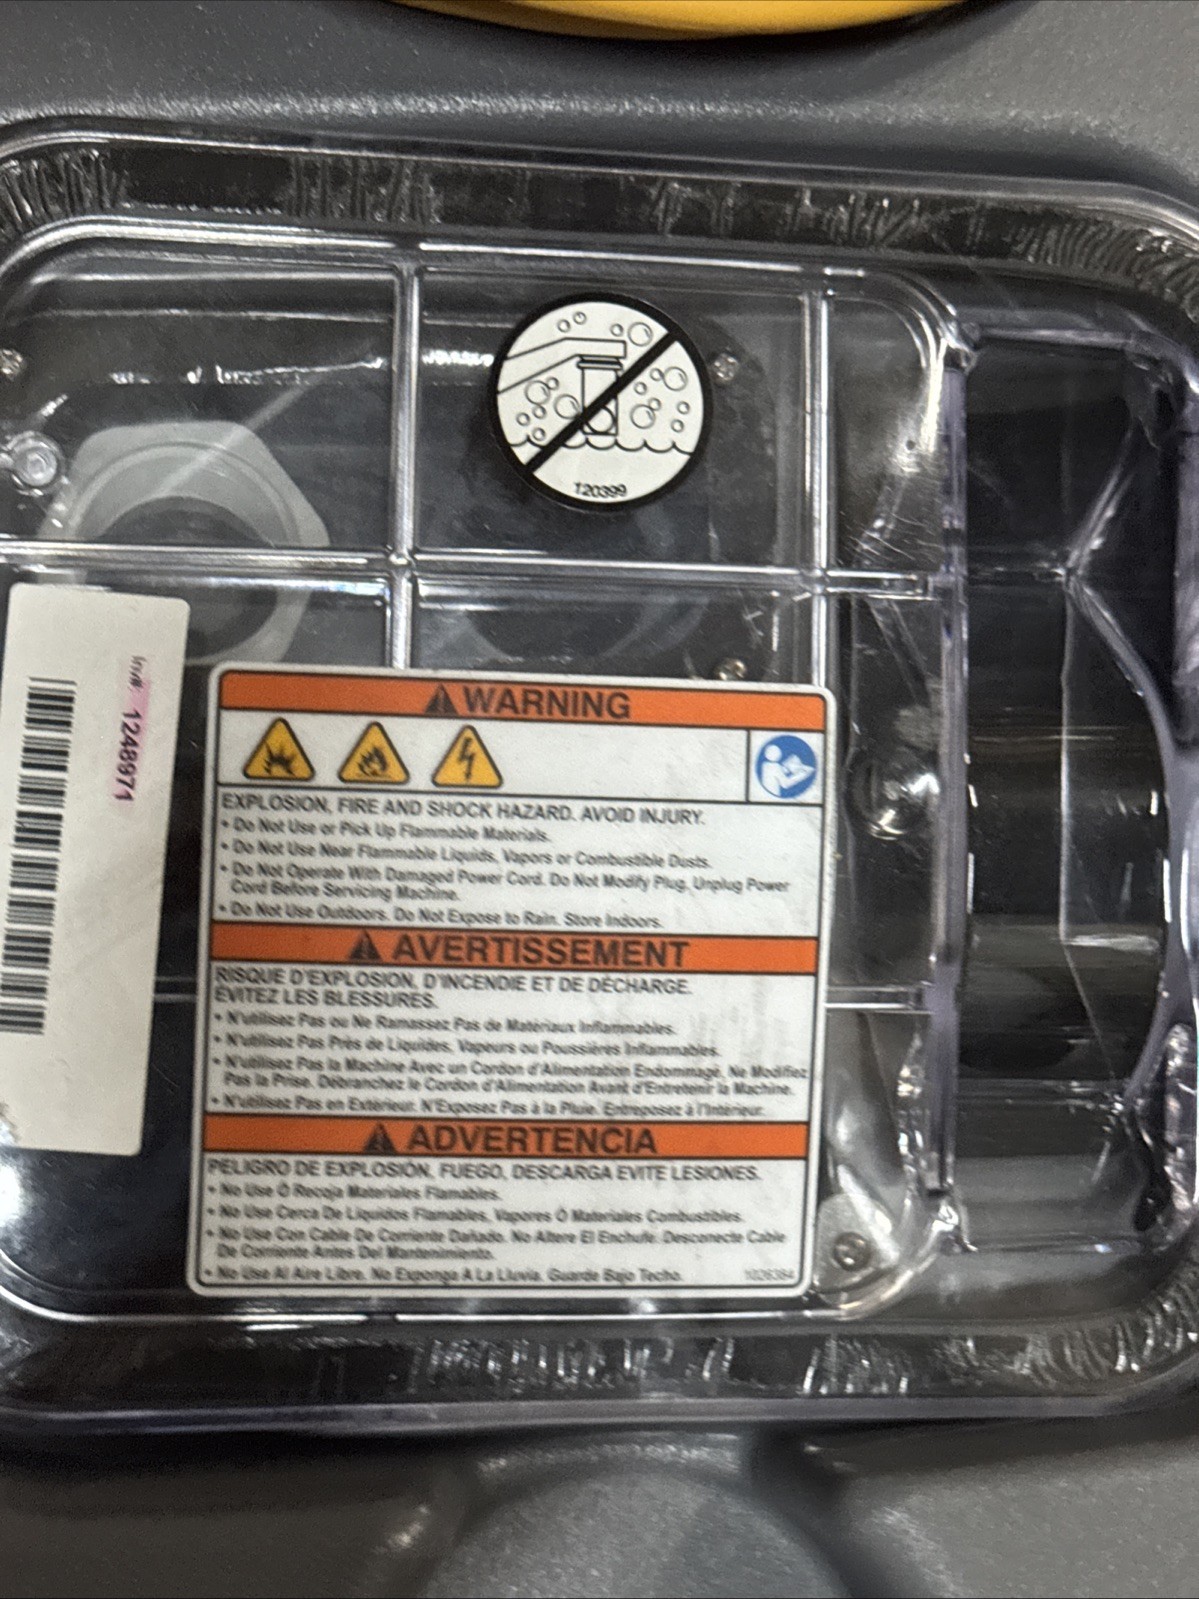 120399
Inv#. 1248971
WARNING
EXPLOSION, FIRE AND SHOCK HAZARD. AVOID INJURY.
• Do Not Use or Pick Up Flammable Materials.
• Do Not Use Near Flammable Liquids, Vapors or Combustible Dusts.
• Do Not Operate With Damaged Power Cord. Do Not Modify Plug, Unplug Power
Cord Before Servicing Machine.
• Do Not Use Outdoors. Do Not Expose to Rain. Store Indoors.
AVERTISSEMENT
RISQUE D'EXPLOSION, D'INCENDIE ET DE DÉCHARGE.
ÉVITEZ LES BLESSURES.
• N'utilisez Pas ou Ne Ramassez Pas de Matériaux Inflammables.
• N'utilisez Pas Près de Liquides, Vapeurs ou Poussières Inflammables.
• N'utilisez Pas la Machine Avec un Cordon d'Alimentation Endommagé, Ne Modifiez
Pas la Prise. Débranchez le Cordon d'Alimentation Avant d'Entretenir la Machine.
• N'utilisez Pas en Extérieur. N'Exposez Pas à la Pluie. Entreposez à l'Intérieur.
ADVERTENCIA
PELIGRO DE EXPLOSIÓN, FUEGO, DESCARGA EVITE LESIONES.
• No Use Ó Recoja Materiales Flamables.
• No Use Cerca De Líquidos Flamables, Vapores Ó Materiales Combustibles.
• No Use Con Cable De Corriente Dañado. No Altere El Enchufe. Desconecte Cable
De Corriente Antes Del Mantenimiento.
• No Use Al Aire Libre. No Exponga A La Lluvia. Guarde Bajo Techo.
1026384